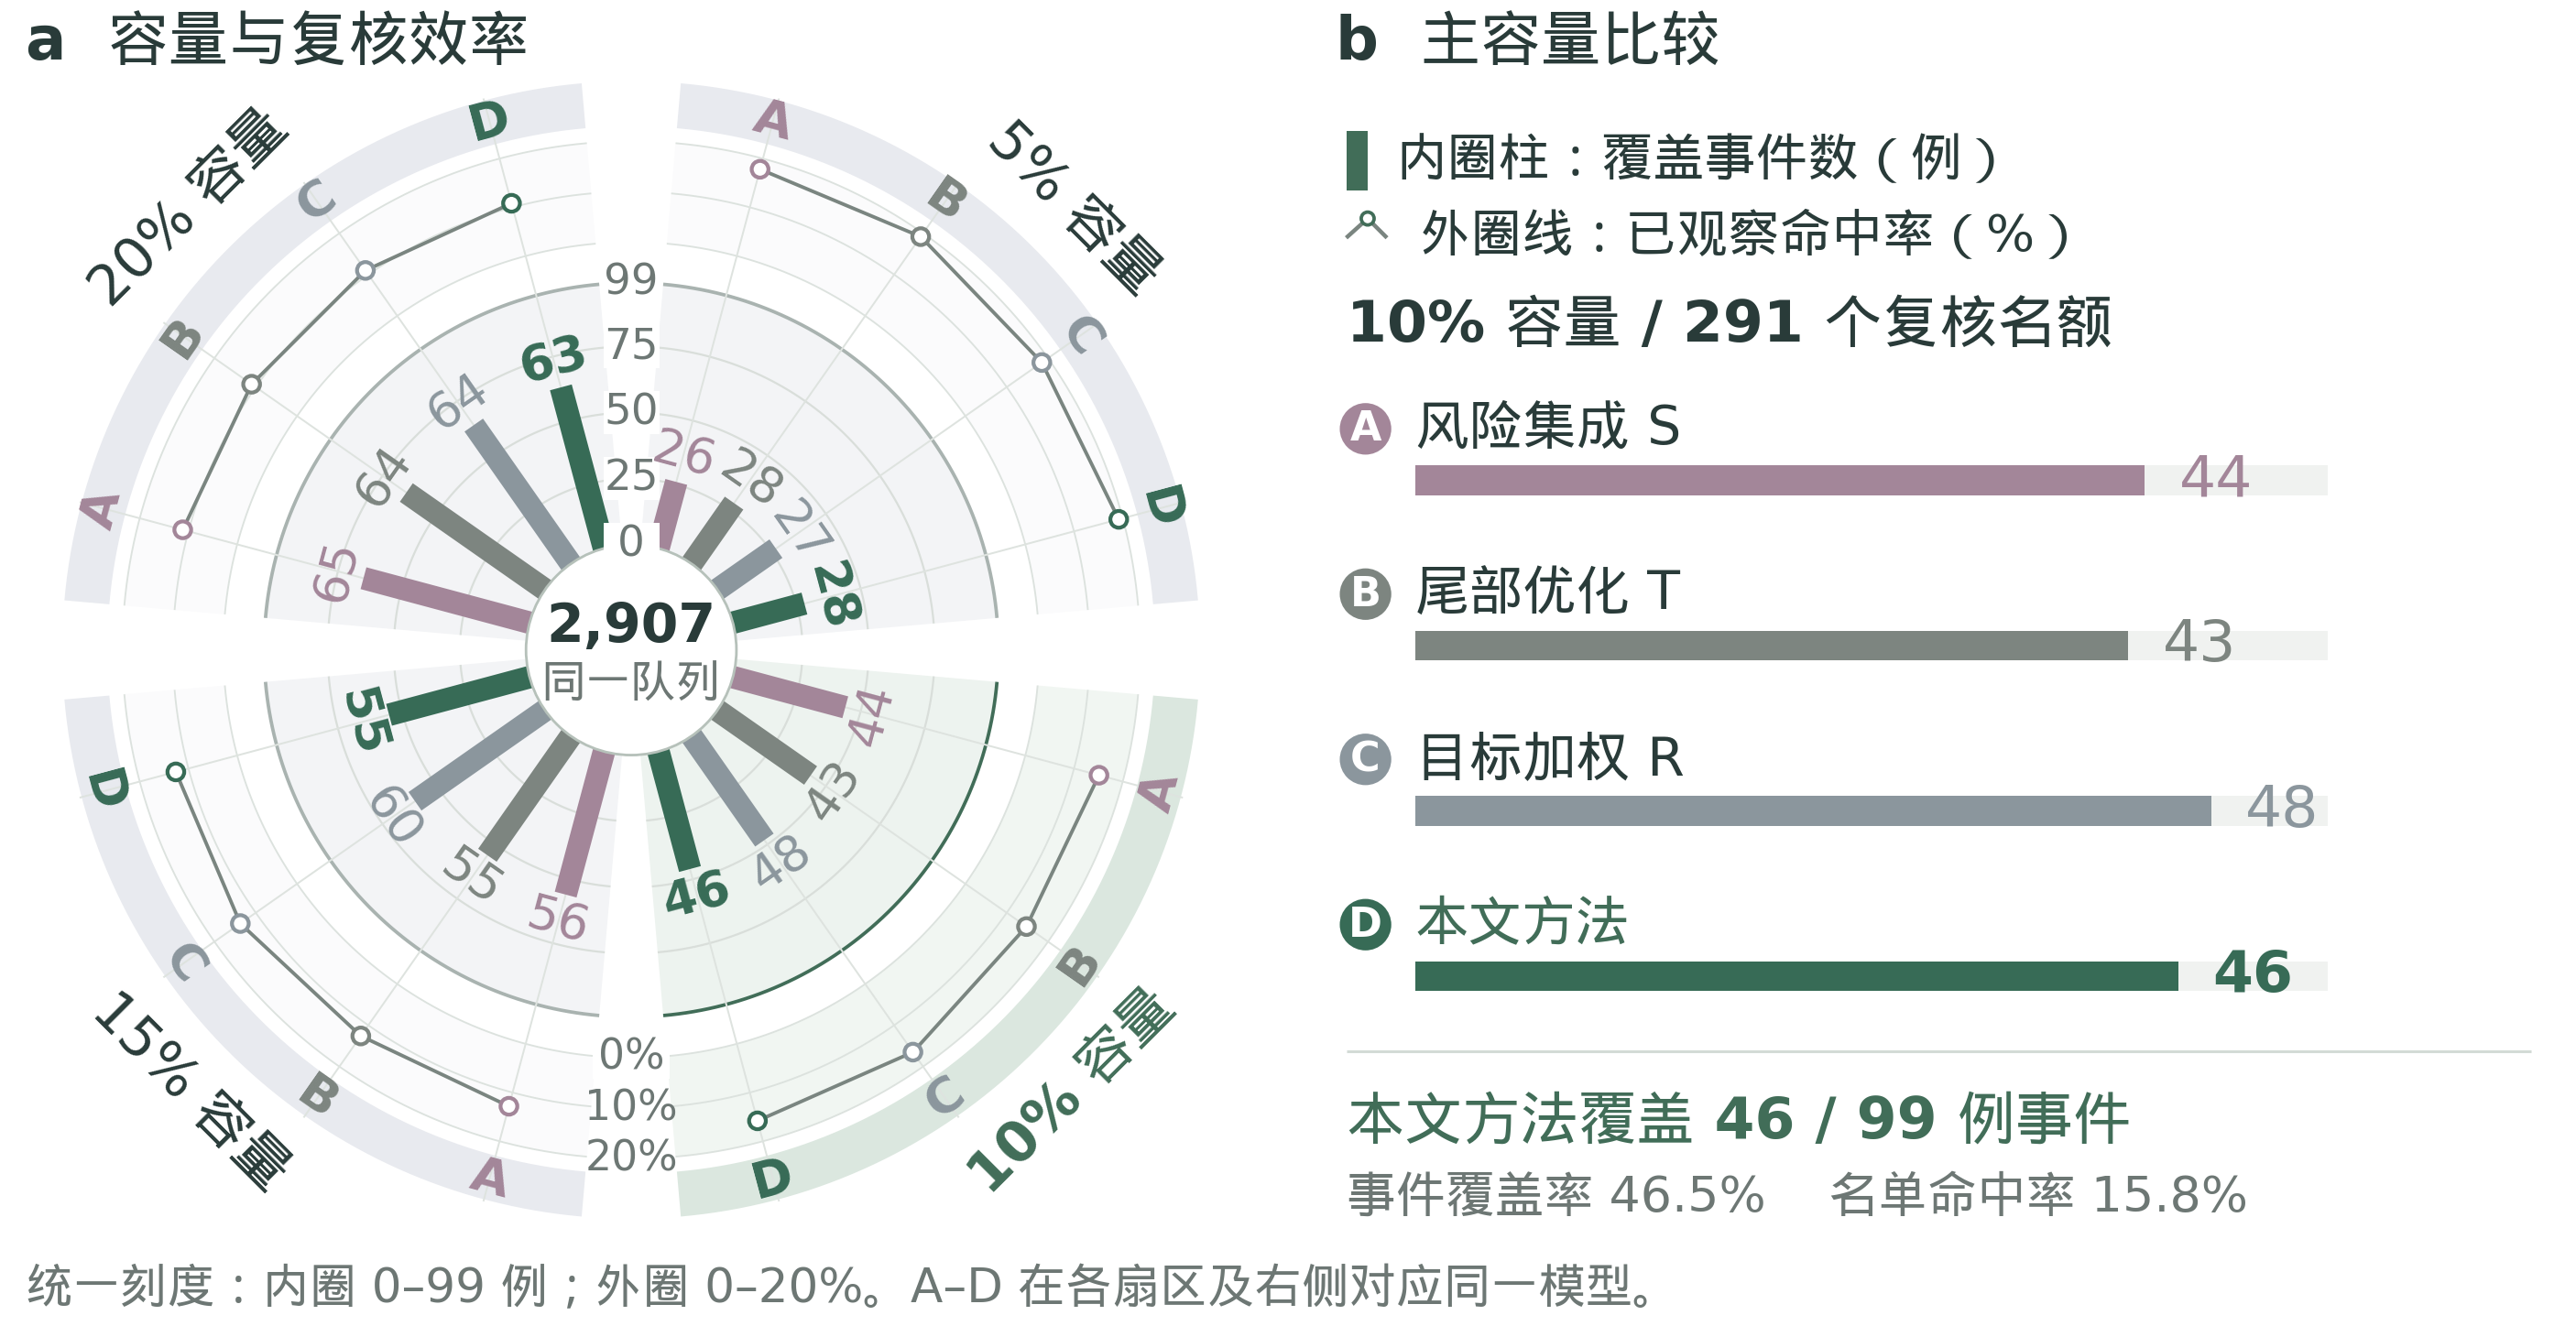 a 容量与复核效率
20% 容量
A
B
C
D
65
64
64
63
5% 容量
A
B
C
D
26
28
27
28
99
75
50
25
0
2,907
同一队列
15% 容量
D
C
B
A
55
60
55
56
10% 容量
A
B
C
D
44
43
48
46
0%
10%
20%
b 主容量比较
内圈柱：覆盖事件数（例）
外圈线：已观察命中率（%）
10% 容量 / 291 个复核名额
A 风险集成 S
44
B 尾部优化 T
43
C 目标加权 R
48
D 本文方法
46
本文方法覆盖 46 / 99 例事件
事件覆盖率 46.5% 名单命中率 15.8%
统一刻度：内圈 0–99 例；外圈 0–20%。A–D 在各扇区及右侧对应同一模型。